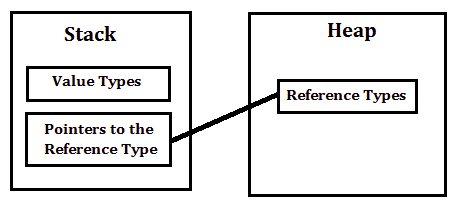 Stack
Value Types
Pointers to the
Reference Type
Heap
Reference Types